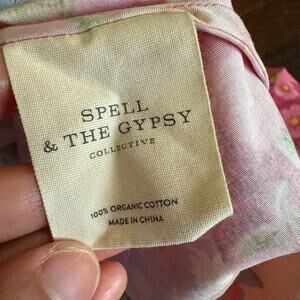 SPELL
& THE GYPSY
COLLECTIVE
100% ORGANIC COTTON
MADE IN CHINA